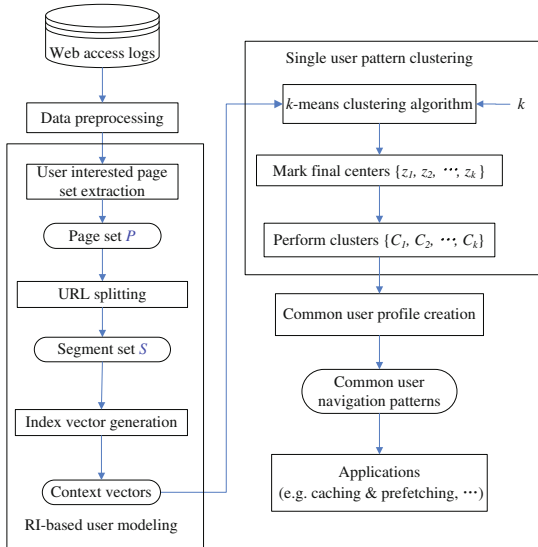 Web access logs
Data preprocessing
User interested page
set extraction
Page set P
URL splitting
Segment set S
Index vector generation
Context vectors
RI-based user modeling
Single user pattern clustering
k-means clustering algorithm
k
Mark final centers {z1, z2, ···, zk}
Perform clusters {C1, C2, ···, Ck}
Common user profile creation
Common user
navigation patterns
Applications
(e.g. caching & prefetching, ···)